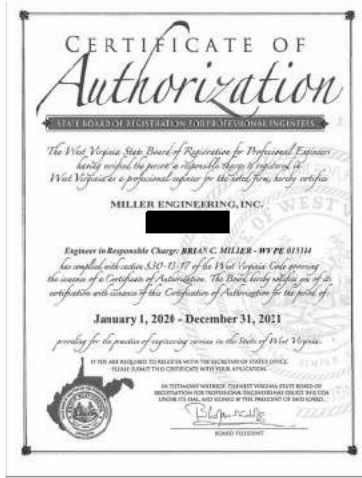 CERTIFICATE OF
Authorization
STATE BOARD OF REGISTRATION FOR PROFESSIONAL ENGINEERS
The West Virginia State Board of Registration for Professional Engineers
having verified the person in responsible charge is registered in
West Virginia as a professional engineer for the noted firm, hereby certifies
MILLER ENGINEERING, INC.
Engineer in Responsible Charge: BRIAN C. MILLER - WV PE
has complied with section §30-13-17 of the West Virginia Code governing
the issuance of a Certificate of Authorization. The Board hereby notifies you of its
certification with issuance of this Certification of Authorization for the period of:
January 1, 2020 - December 31, 2021
providing for the practice of engineering services in the State of West Virginia.
IF YOU ARE REQUIRED TO REGISTER WITH THE SECRETARY OF STATE'S OFFICE,
PLEASE SUBMIT THIS CERTIFICATE WITH YOUR APPLICATION.
IN TESTIMONY WHEREOF, THE WEST VIRGINIA STATE BOARD OF
REGISTRATION FOR PROFESSIONAL ENGINEERS HAS ISSUED THIS COA
UNDER ITS SEAL, AND SIGNED BY THE PRESIDENT OF SAID BOARD.
BOARD PRESIDENT